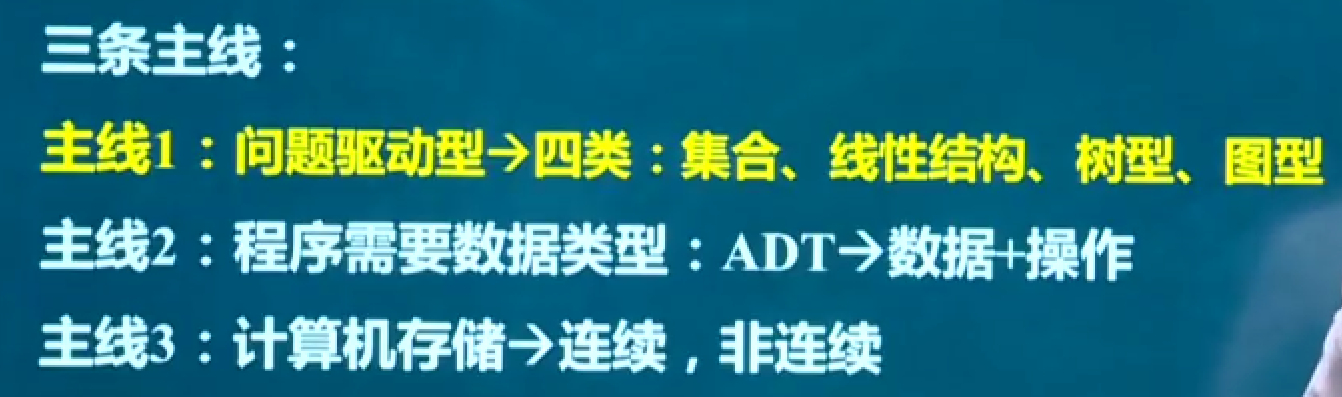 三条主线：
主线1：问题驱动型→四类：集合、线性结构、树型、图型
主线2：程序需要数据类型：ADT→数据+操作
主线3：计算机存储→连续，非连续